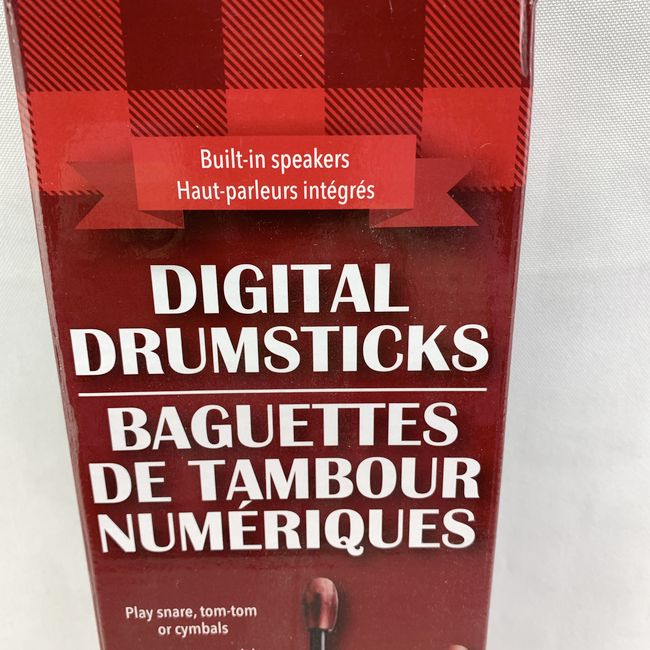 Built-in speakers
Haut-parleurs intégrés
DIGITAL
DRUMSTICKS
BAGUETTES
DE TAMBOUR
NUMÉRIQUES
Play snare, tom-tom
or cymbals